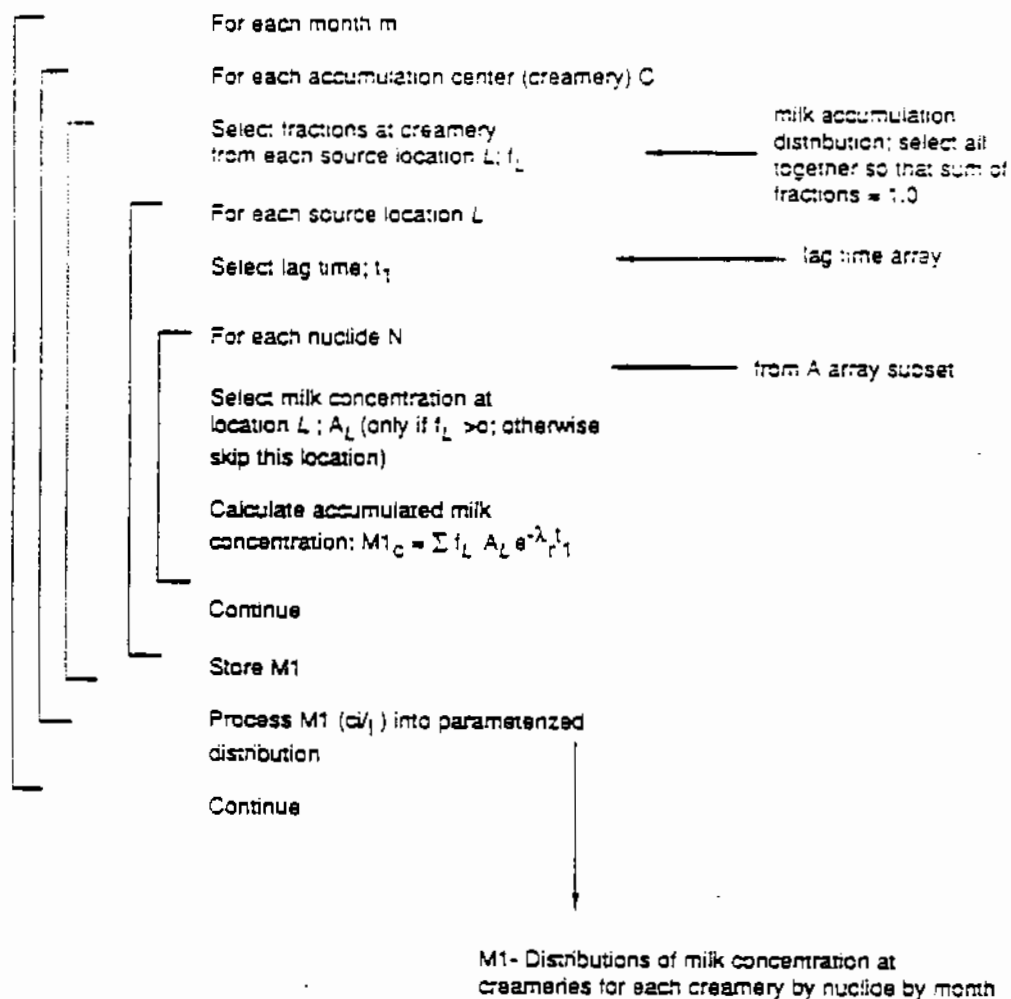 For each month m
For each accumulation center (creamery) C
Select fractions at creamery
from each source location L; f_L
milk accumulation
distribution; select all
together so that sum of
fractions = 1.0
For each source location L
Select lag time; t_1
lag time array
For each nuclide N
from A array subset
Select milk concentration at
location L ; A_L (only if f_L >o; otherwise
skip this location)
Calculate accumulated milk
concentration; M1_c = Σ f_L A_L e^-λ_r t_1
Continue
Store M1
Process M1 (ci/l) into parameterized
distribution
Continue
M1- Distributions of milk concentration at
creameries for each creamery by nuclide by month